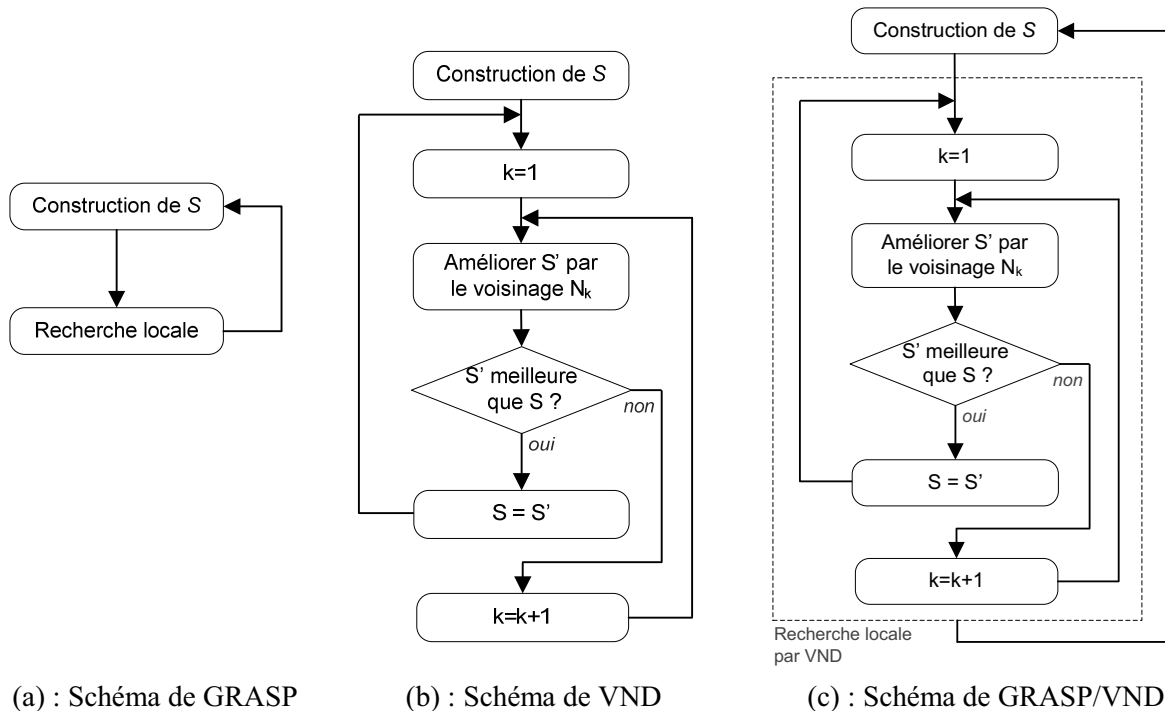 Construction de S
Recherche locale
(a) : Schéma de GRASP
Construction de S
k=1
Améliorer S' par
le voisinage Nk
S' meilleure
que S ?
non
oui
S = S'
k=k+1
(b) : Schéma de VND
Construction de S
k=1
Améliorer S' par
le voisinage Nk
S' meilleure
que S ?
non
oui
S = S'
k=k+1
Recherche locale
par VND
(c) : Schéma de GRASP/VND